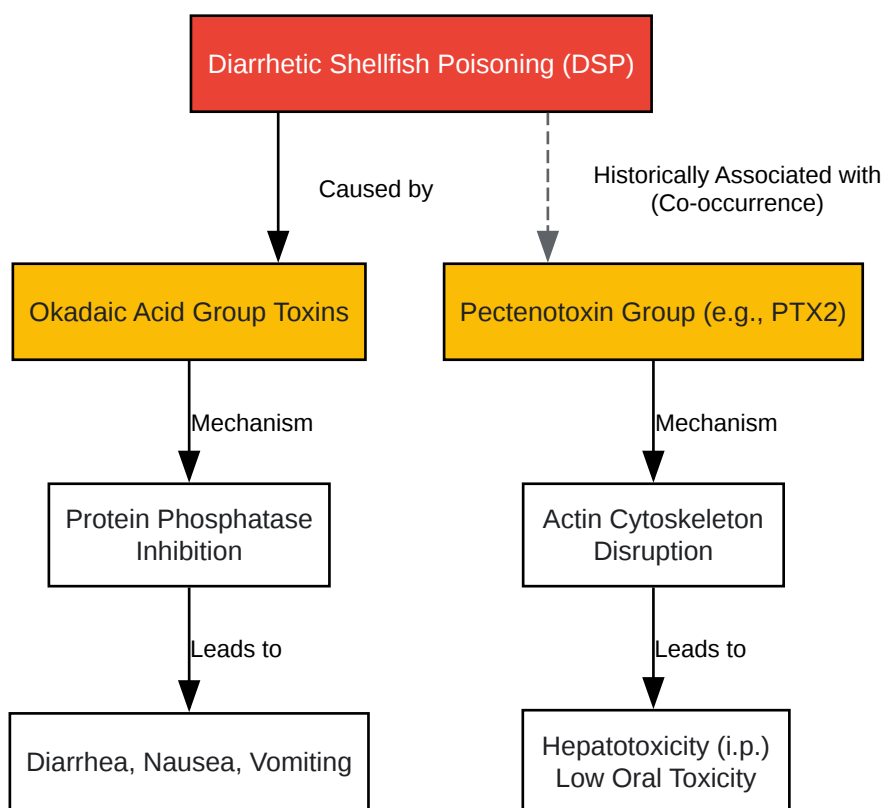 Diarrhetic Shellfish Poisoning (DSP)
Caused by
Historically Associated with
(Co-occurrence)
Okadaic Acid Group Toxins
Pectenotoxin Group (e.g., PTX2)
Mechanism
Mechanism
Protein Phosphatase
Inhibition
Actin Cytoskeleton
Disruption
Leads to
Leads to
Diarrhea, Nausea, Vomiting
Hepatotoxicity (i.p.)
Low Oral Toxicity